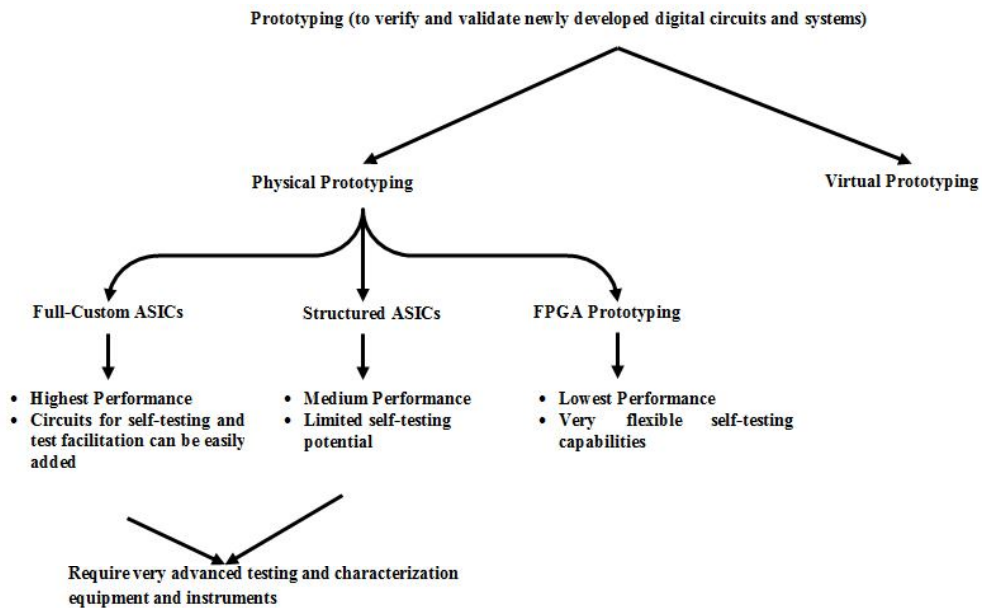 Prototyping (to verify and validate newly developed digital circuits and systems)
Physical Prototyping
Virtual Prototyping
Full-Custom ASICs
Structured ASICs
FPGA Prototyping
• Highest Performance
• Circuits for self-testing and
test facilitation can be easily
added
• Medium Performance
• Limited self-testing
potential
• Lowest Performance
• Very flexible self-testing
capabilities
Require very advanced testing and characterization
equipment and instruments